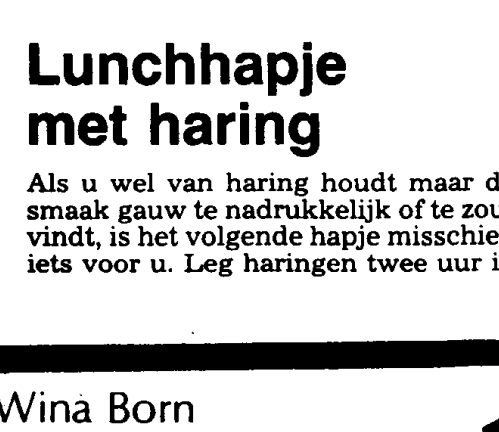 Lunchhapje
met haring
Als u wel van haring houdt maar d
smaak gauw te nadrukkelijk of te zou
vindt, is het volgende hapje misschie
iets voor u. Leg haringen twee uur i
Wina Born